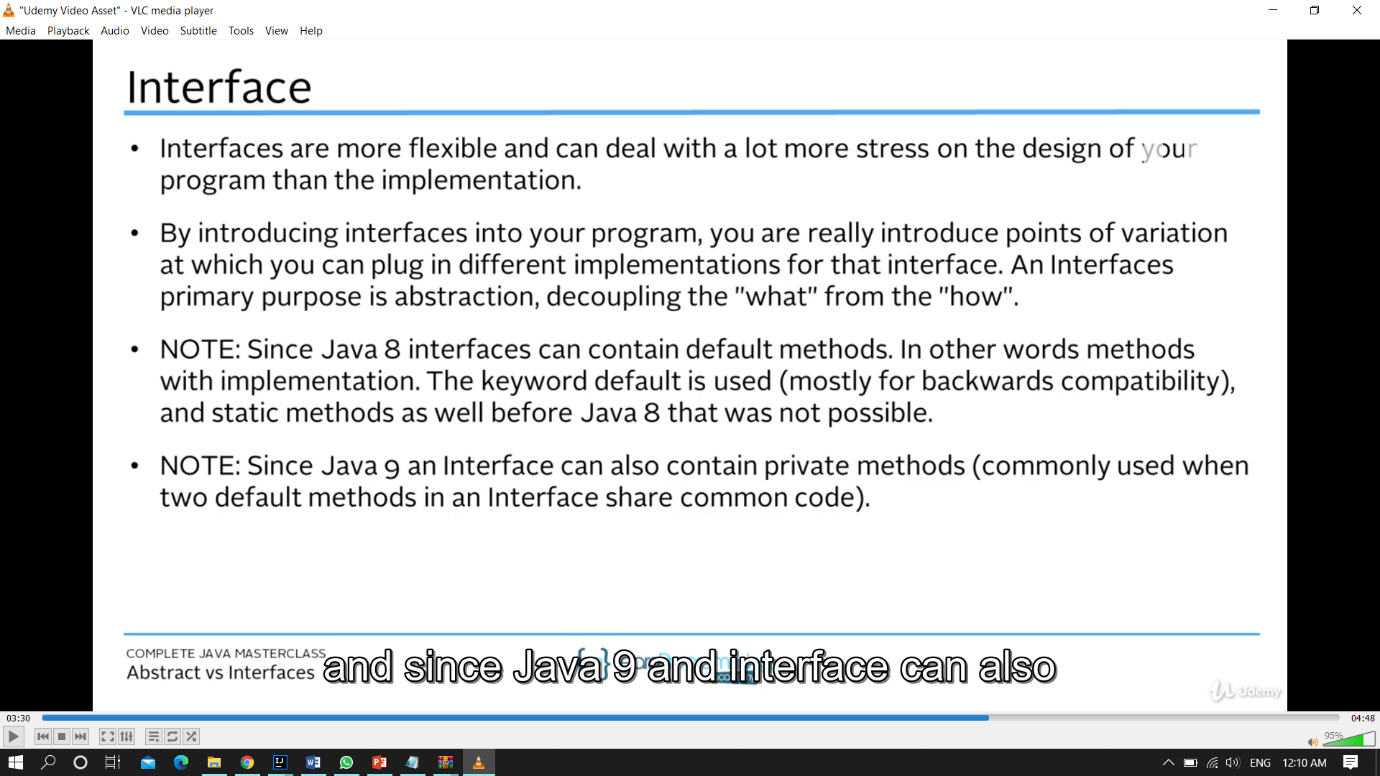 "Udemy Video Asset" - VLC media player
Media Playback Audio Video Subtitle Tools View Help
Interface
• Interfaces are more flexible and can deal with a lot more stress on the design of your
program than the implementation.
• By introducing interfaces into your program, you are really introduce points of variation
at which you can plug in different implementations for that interface. An Interfaces
primary purpose is abstraction, decoupling the "what" from the "how".
• NOTE: Since Java 8 interfaces can contain default methods. In other words methods
with implementation. The keyword default is used (mostly for backwards compatibility),
and static methods as well before Java 8 that was not possible.
• NOTE: Since Java 9 an Interface can also contain private methods (commonly used when
two default methods in an Interface share common code).
COMPLETE JAVA MASTERCLASS
Abstract vs Interfaces
and since Java 9 and interface can also
Udemy
03:30
04:48
95%
ENG 12:10 AM